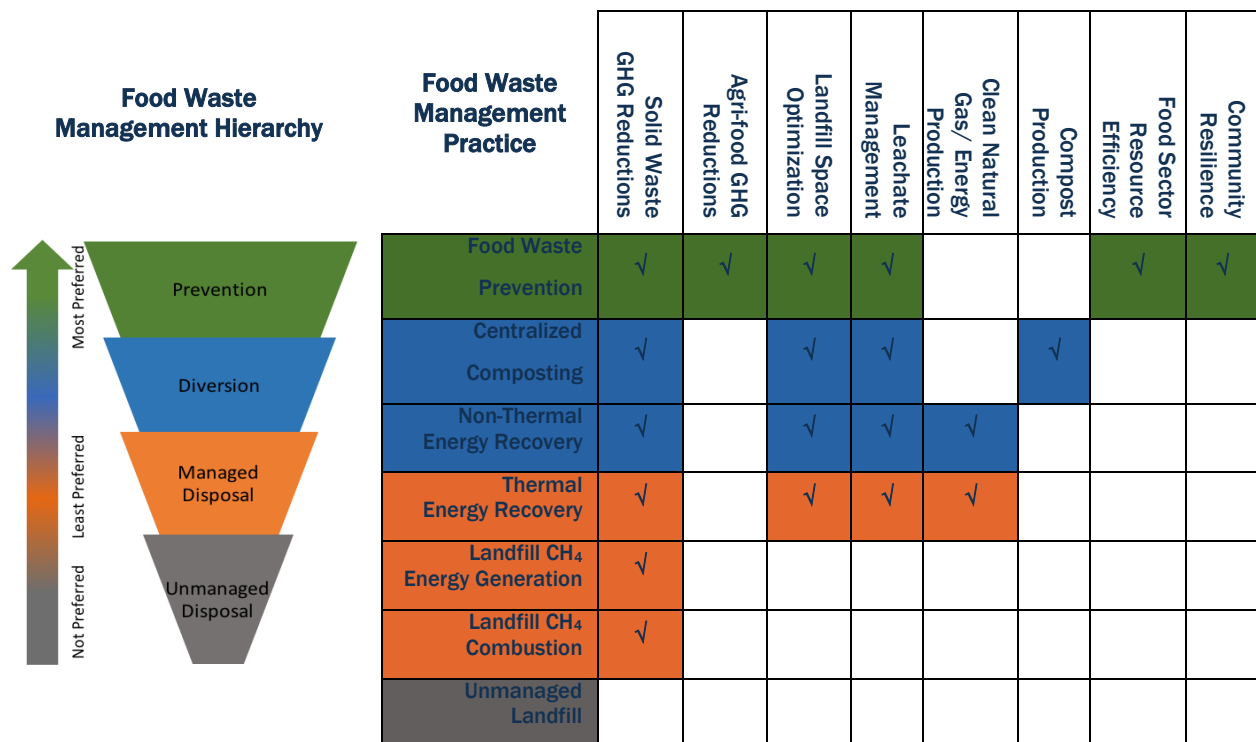 Food Waste
Management Hierarchy
Most Preferred
Least Preferred
Not Preferred
Prevention
Diversion
Managed
Disposal
Unmanaged
Disposal
Food Waste
Management
Practice
Solid Waste
GHG Reductions
Agri-food GHG
Reductions
Landfill Space
Optimization
Leachate
Management
Clean Natural
Gas/ Energy
Production
Compost
Production
Food Sector
Resource
Efficiency
Community
Resilience
Food Waste
Prevention
√ √ √ √ √ √
Centralized
Composting
√ √ √ √
Non-Thermal
Energy Recovery
√ √ √ √
Thermal
Energy Recovery
√ √ √ √
Landfill CH₄
Energy Generation
√
Landfill CH₄
Combustion
√
Unmanaged
Landfill